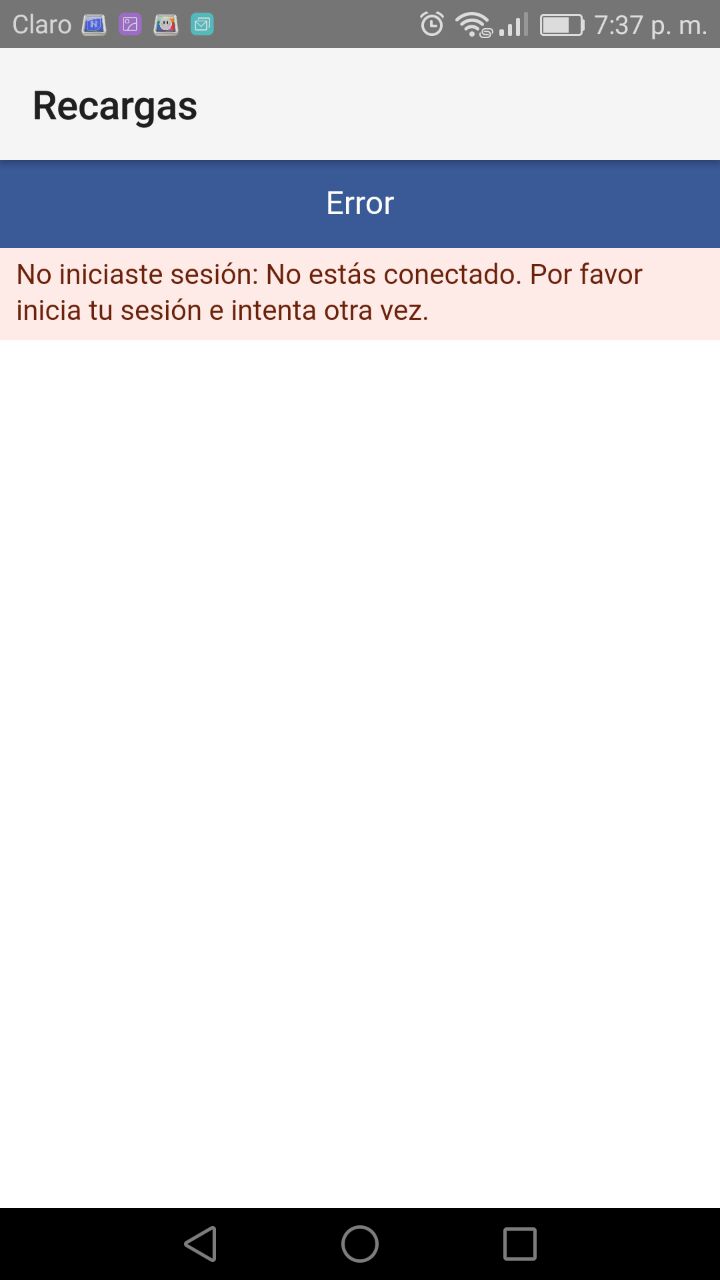 Claro 7:37 p. m.
Recargas
Error
No iniciaste sesión: No estás conectado. Por favor
inicia tu sesión e intenta otra vez.